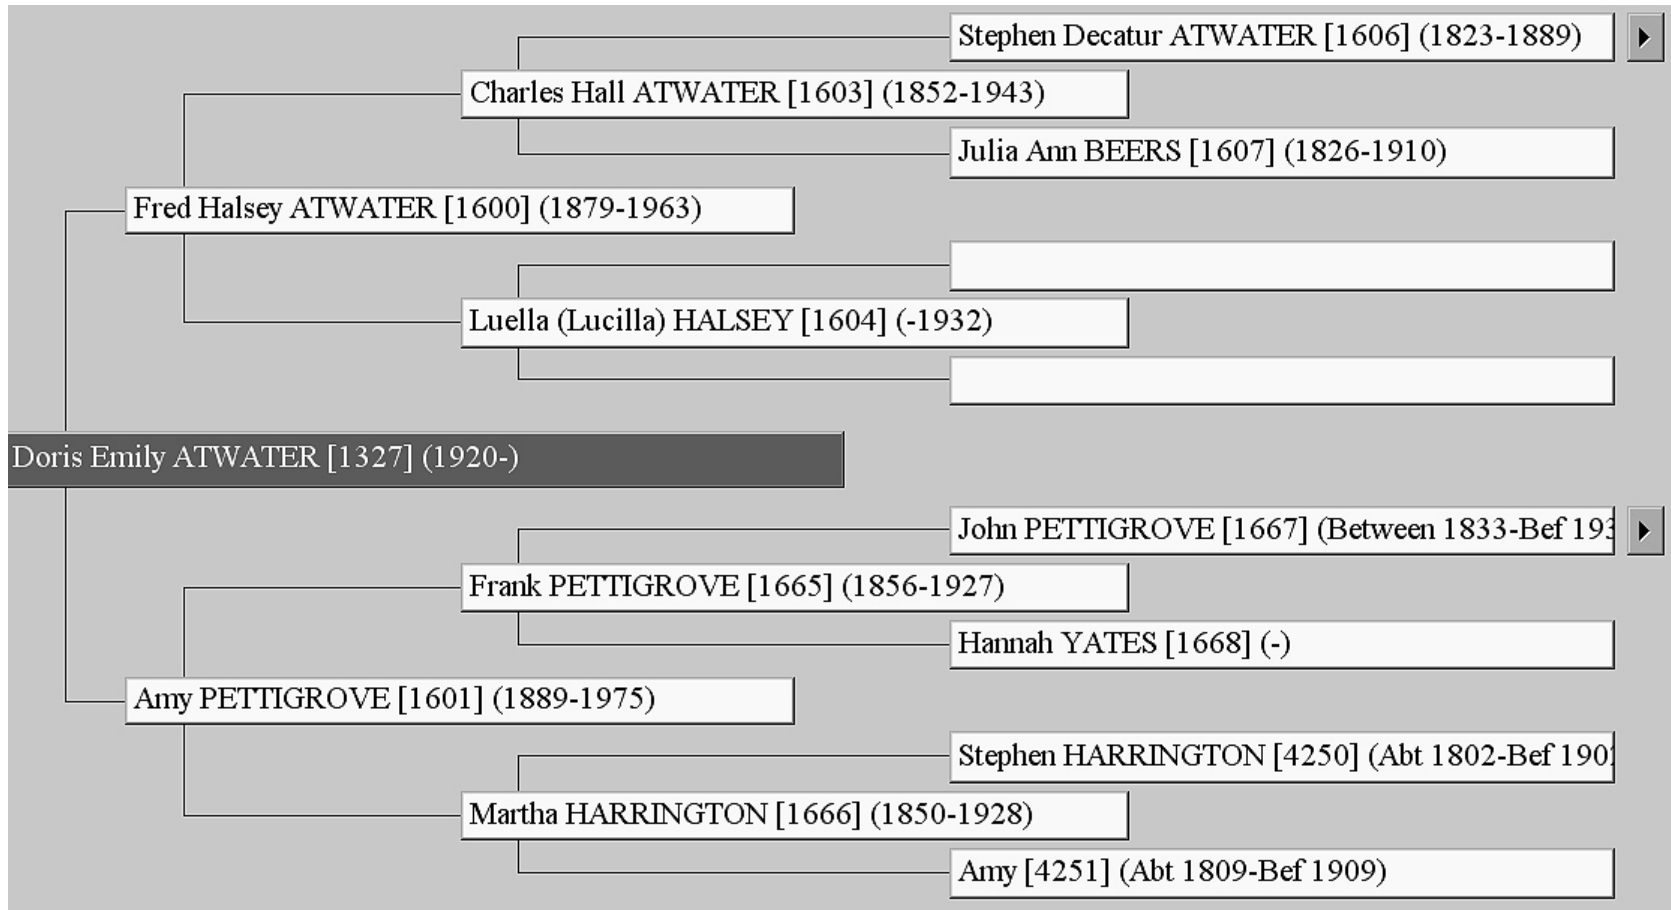 Stephen Decatur ATWATER [1606] (1823-1889)
Charles Hall ATWATER [1603] (1852-1943)
Julia Ann BEERS [1607] (1826-1910)
Fred Halsey ATWATER [1600] (1879-1963)
Luella (Lucilla) HALSEY [1604] (-1932)
Doris Emily ATWATER [1327] (1920-)
John PETTIGROVE [1667] (Between 1833-Bef 193
Frank PETTIGROVE [1665] (1856-1927)
Hannah YATES [1668] (-)
Amy PETTIGROVE [1601] (1889-1975)
Stephen HARRINGTON [4250] (Abt 1802-Bef 190
Martha HARRINGTON [1666] (1850-1928)
Amy [4251] (Abt 1809-Bef 1909)